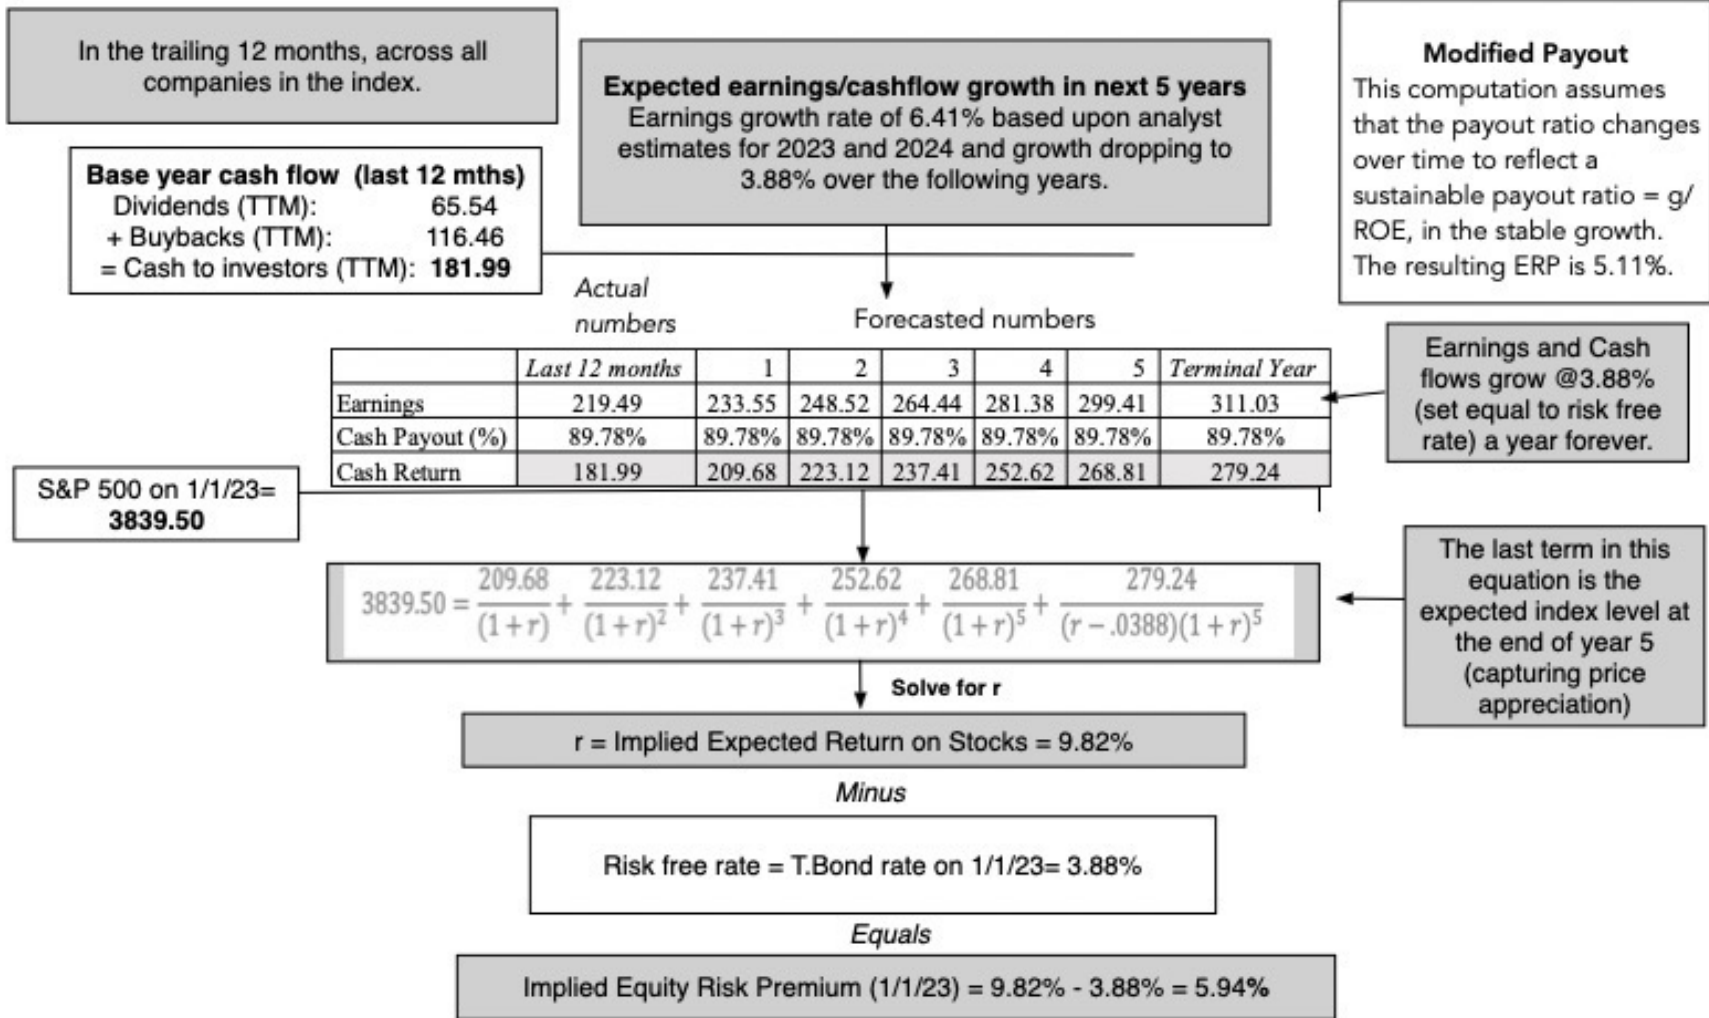 In the trailing 12 months, across all
companies in the index.
Expected earnings/cashflow growth in next 5 years
Earnings growth rate of 6.41% based upon analyst
estimates for 2023 and 2024 and growth dropping to
3.88% over the following years.
Modified Payout
This computation assumes
that the payout ratio changes
over time to reflect a
sustainable payout ratio = g/
ROE, in the stable growth.
The resulting ERP is 5.11%.
Base year cash flow (last 12 mths)
Dividends (TTM): 65.54
+ Buybacks (TTM): 116.46
= Cash to investors (TTM): 181.99
Actual
numbers
Forecasted numbers
Last 12 months 1 2 3 4 5 Terminal Year
Earnings 219.49 233.55 248.52 264.44 281.38 299.41 311.03
Cash Payout (%) 89.78% 89.78% 89.78% 89.78% 89.78% 89.78% 89.78%
Cash Return 181.99 209.68 223.12 237.41 252.62 268.81 279.24
Earnings and Cash
flows grow @3.88%
(set equal to risk free
rate) a year forever.
S&P 500 on 1/1/23=
3839.50
3839.50 = 209.68/(1+r) + 223.12/(1+r)² + 237.41/(1+r)³ + 252.62/(1+r)⁴ + 268.81/(1+r)⁵ + 279.24/(r−.0388)(1+r)⁵
The last term in this
equation is the
expected index level at
the end of year 5
(capturing price
appreciation)
Solve for r
r = Implied Expected Return on Stocks = 9.82%
Minus
Risk free rate = T.Bond rate on 1/1/23= 3.88%
Equals
Implied Equity Risk Premium (1/1/23) = 9.82% - 3.88% = 5.94%